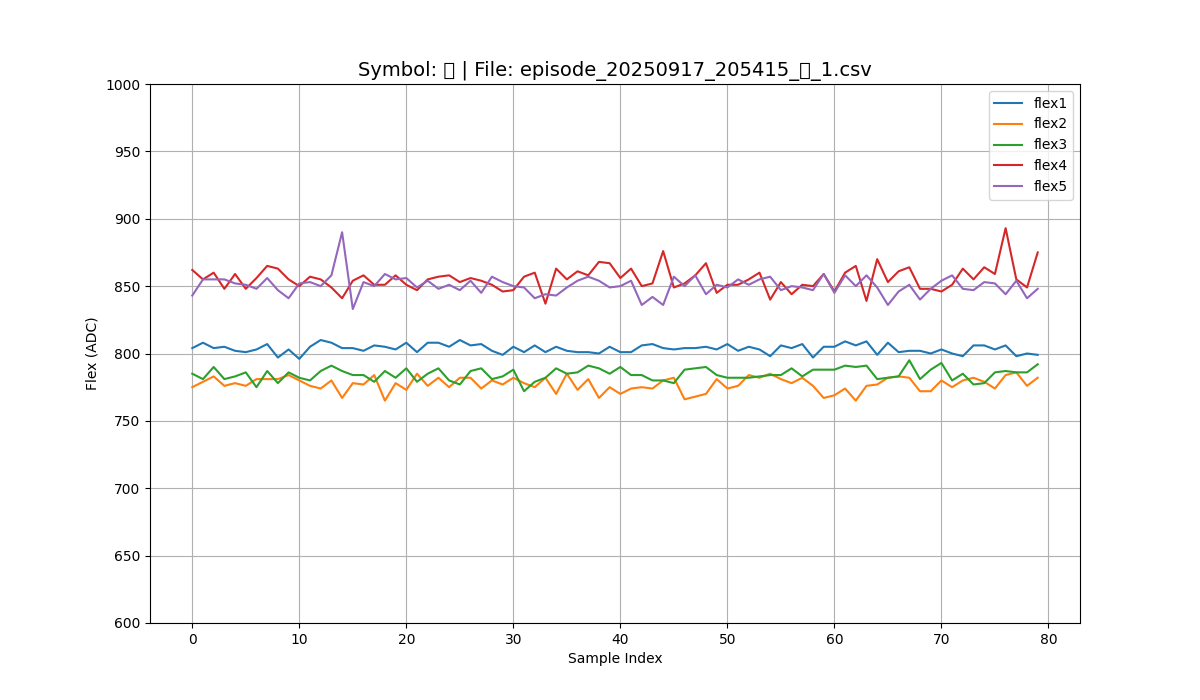 Symbol: | File: episode_20250917_205415_ _1.csv
1000
950
900
850
800
750
700
650
600
Flex (ADC)
0 10 20 30 40 50 60 70 80
Sample Index
flex1
flex2
flex3
flex4
flex5